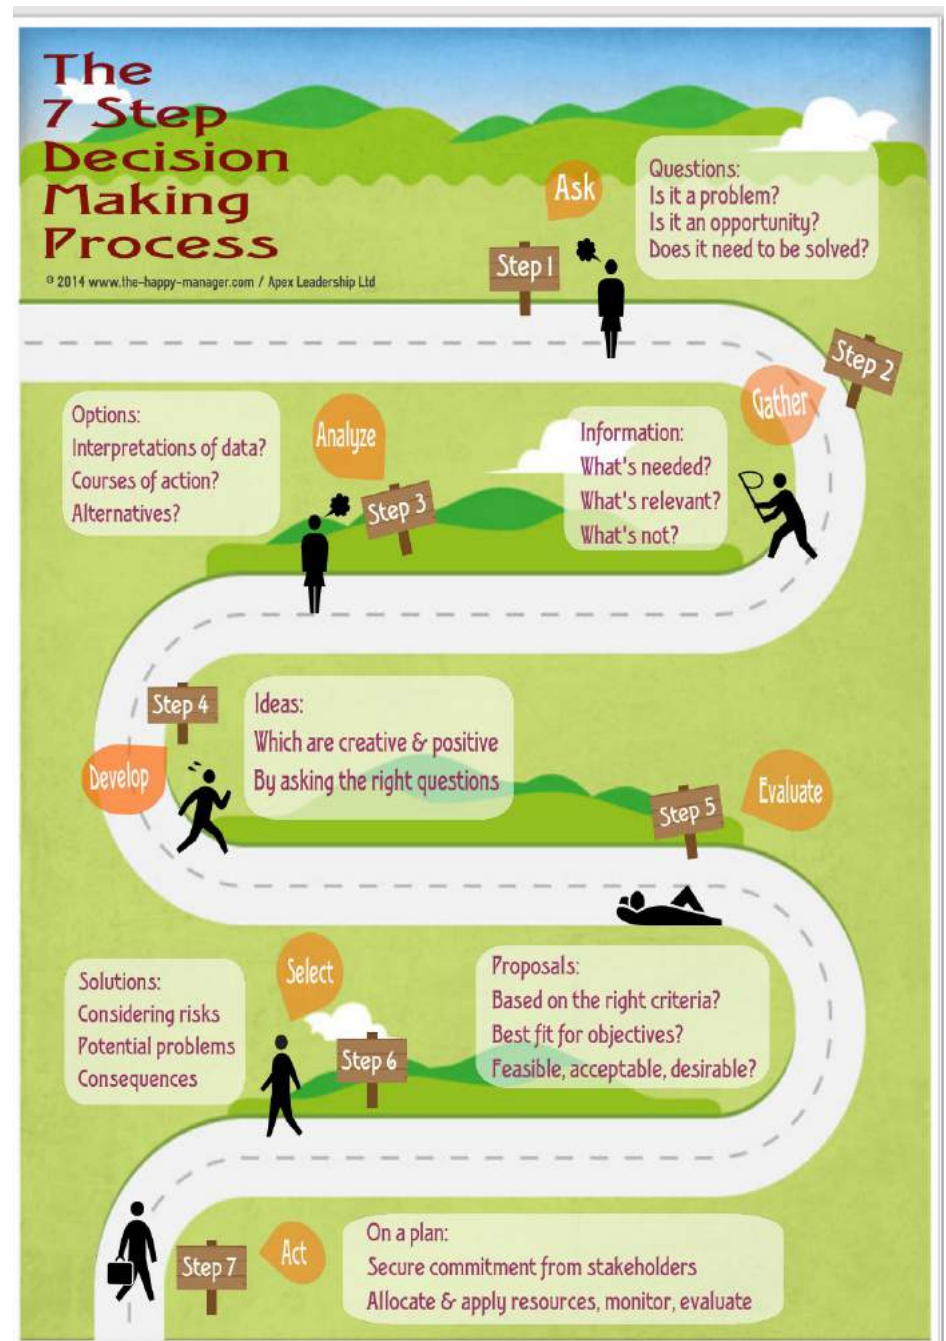 The
7 Step
Decision
Making
Process
© 2014 www.the-happy-manager.com / Apex Leadership Ltd
Step 1
Ask
Questions:
Is it a problem?
Is it an opportunity?
Does it need to be solved?
Step 2
Gather
Information:
What's needed?
What's relevant?
What's not?
Step 3
Analyze
Options:
Interpretations of data?
Courses of action?
Alternatives?
Step 4
Develop
Ideas:
Which are creative & positive
By asking the right questions
Step 5
Evaluate
Proposals:
Based on the right criteria?
Best fit for objectives?
Feasible, acceptable, desirable?
Step 6
Select
Solutions:
Considering risks
Potential problems
Consequences
Step 7
Act
On a plan:
Secure commitment from stakeholders
Allocate & apply resources, monitor, evaluate